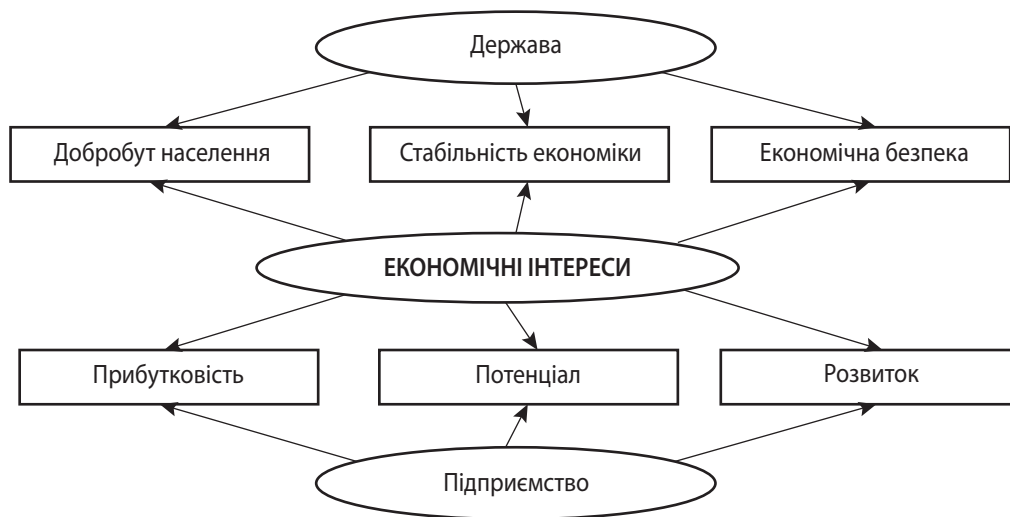 Держава
Добробут населення
Стабільність економіки
Економічна безпека
ЕКОНОМІЧНІ ІНТЕРЕСИ
Прибутковість
Потенціал
Розвиток
Підприємство